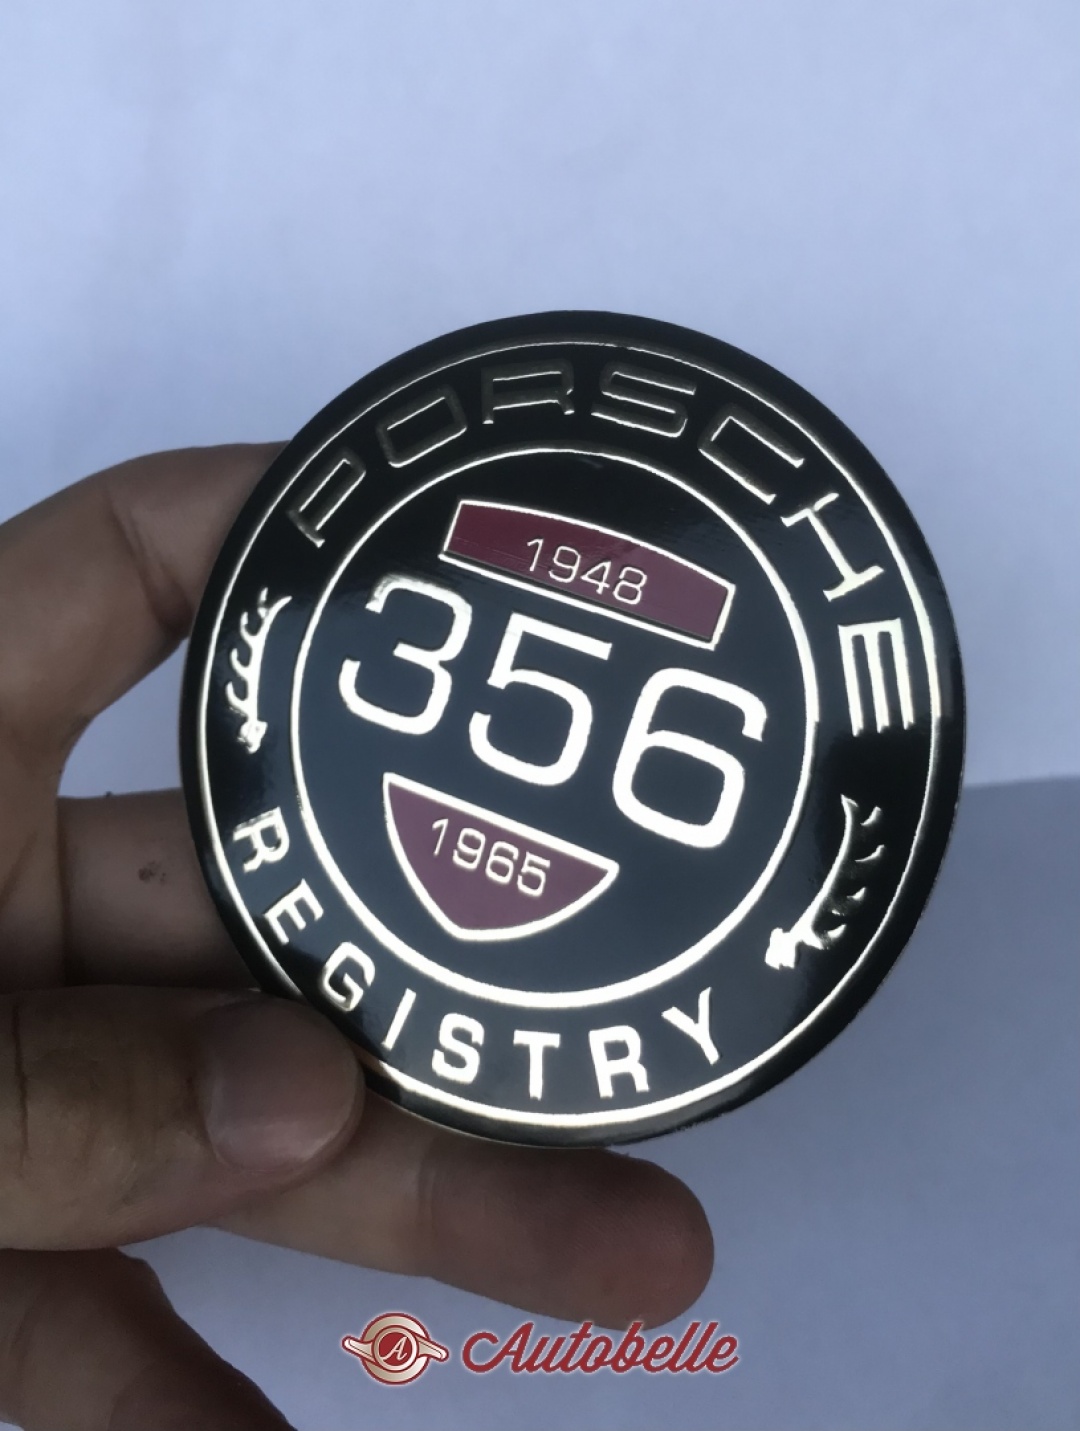 PORSCHE
1948
356
1965
REGISTRY
A Autobelle